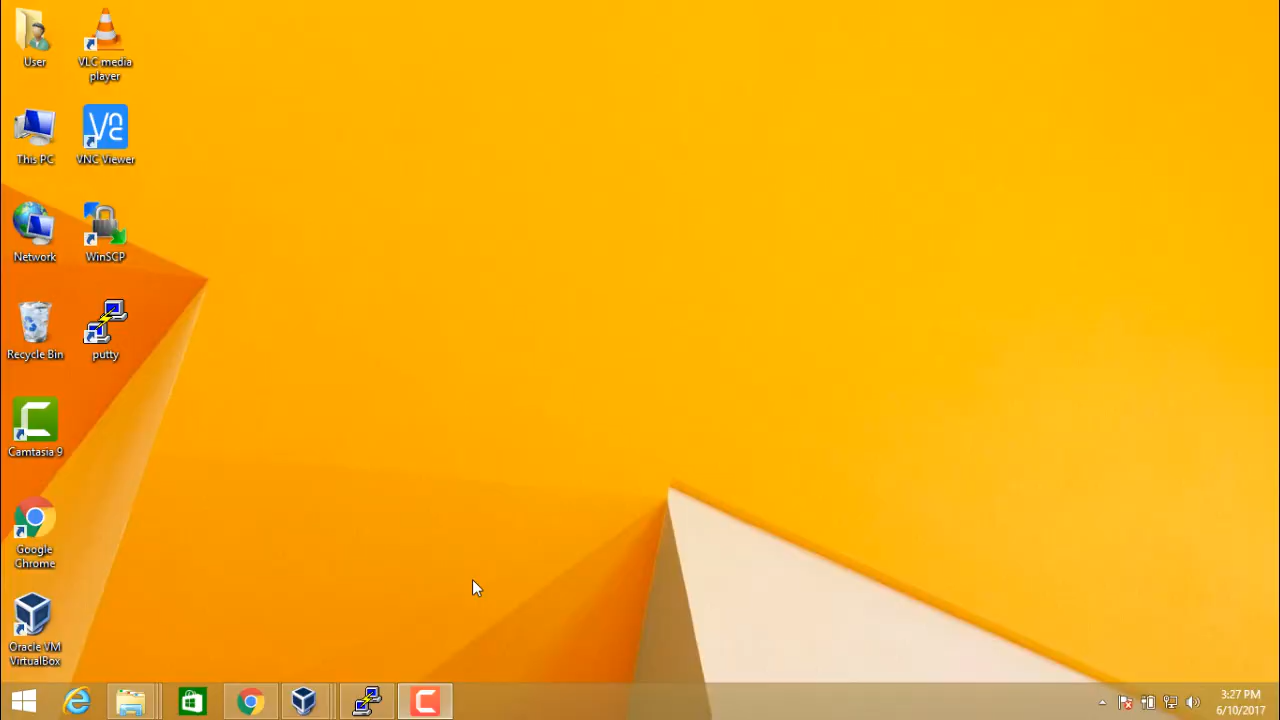 User
VLC media
player
This PC
VNC Viewer
Network
WinSCP
Recycle Bin
putty
Camtasia 9
Google
Chrome
Oracle VM
VirtualBox
3:27 PM
6/10/2017